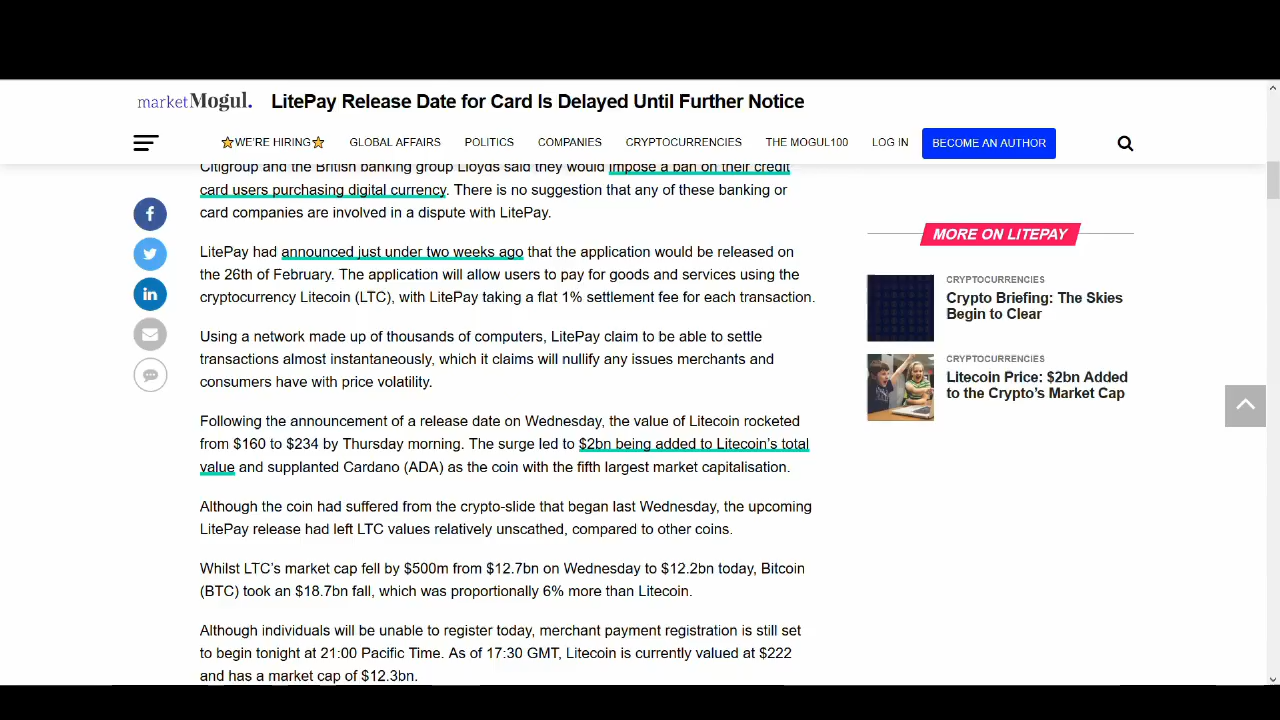 marketMogul.
LitePay Release Date for Card Is Delayed Until Further Notice
⭐WE'RE HIRING⭐
GLOBAL AFFAIRS
POLITICS
COMPANIES
CRYPTOCURRENCIES
THE MOGUL100
LOG IN
BECOME AN AUTHOR
Citigroup and the British banking group Lloyds said they would impose a ban on their credit
card users purchasing digital currency. There is no suggestion that any of these banking or
card companies are involved in a dispute with LitePay.
LitePay had announced just under two weeks ago that the application would be released on
the 26th of February. The application will allow users to pay for goods and services using the
cryptocurrency Litecoin (LTC), with LitePay taking a flat 1% settlement fee for each transaction.
Using a network made up of thousands of computers, LitePay claim to be able to settle
transactions almost instantaneously, which it claims will nullify any issues merchants and
consumers have with price volatility.
Following the announcement of a release date on Wednesday, the value of Litecoin rocketed
from $160 to $234 by Thursday morning. The surge led to $2bn being added to Litecoin's total
value and supplanted Cardano (ADA) as the coin with the fifth largest market capitalisation.
Although the coin had suffered from the crypto-slide that began last Wednesday, the upcoming
LitePay release had left LTC values relatively unscathed, compared to other coins.
Whilst LTC's market cap fell by $500m from $12.7bn on Wednesday to $12.2bn today, Bitcoin
(BTC) took an $18.7bn fall, which was proportionally 6% more than Litecoin.
Although individuals will be unable to register today, merchant payment registration is still set
to begin tonight at 21:00 Pacific Time. As of 17:30 GMT, Litecoin is currently valued at $222
and has a market cap of $12.3bn.
MORE ON LITEPAY
CRYPTOCURRENCIES
Crypto Briefing: The Skies
Begin to Clear
CRYPTOCURRENCIES
Litecoin Price: $2bn Added
to the Crypto's Market Cap